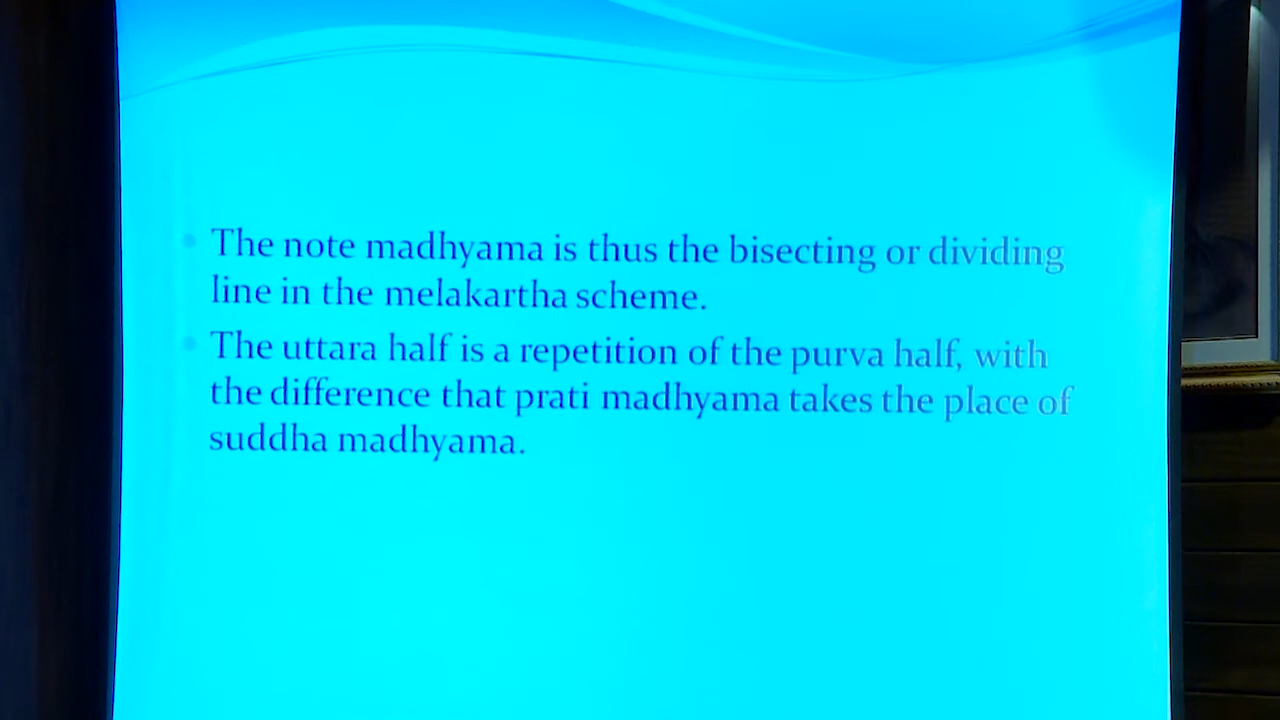 The note madhyama is thus the bisecting or dividing
line in the melakartha scheme.
The uttara half is a repetition of the purva half, with
the difference that prati madhyama takes the place of
suddha madhyama.